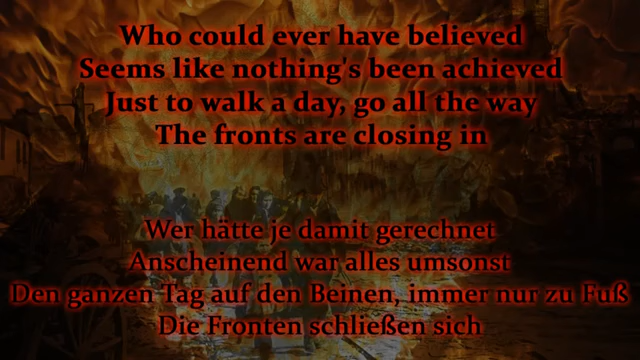 Who could ever have believed
Seems like nothing's been achieved
Just to walk a day, go all the way
The fronts are closing in
Wer hätte je damit gerechnet
Anscheinend war alles umsonst
Den ganzen Tag auf den Beinen, immer nur zu Fuß
Die Fronten schließen sich